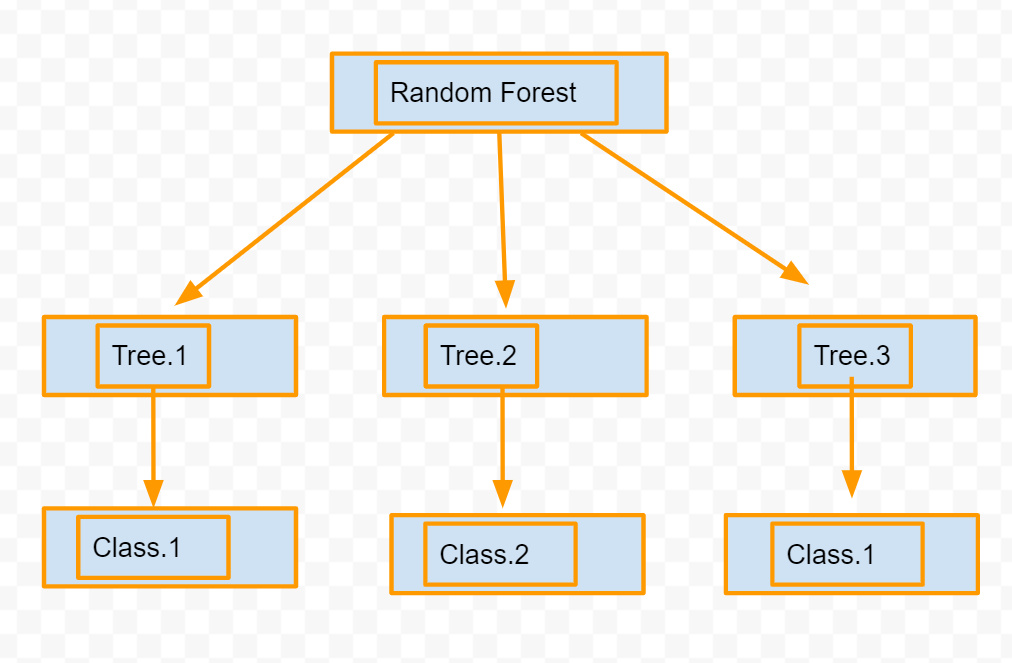 Random Forest
Tree.1
Tree.2
Tree.3
Class.1
Class.2
Class.1